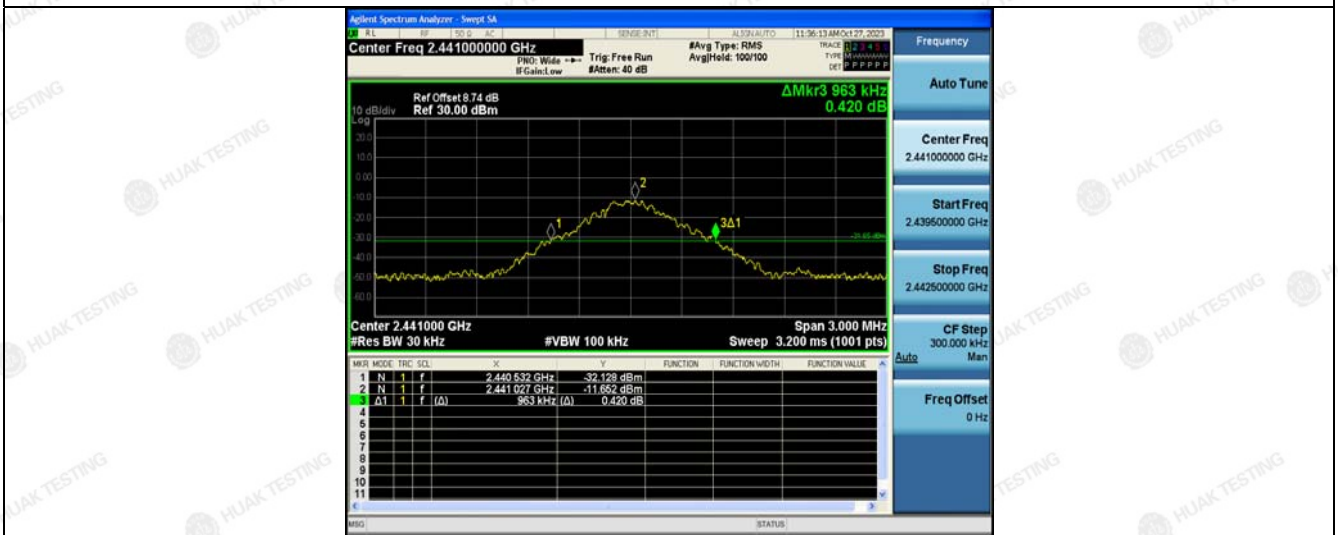 Agilent Spectrum Analyzer - Swept SA
RL RF 50 Ω AC SENSE:INT ALIGNAUTO 11:36:13 AM Oct 27, 2023
Center Freq 2.441000000 GHz
PNO: Wide
IFGain:Low
Trig: Free Run
#Atten: 40 dB
#Avg Type: RMS
Avg|Hold: 100/100
TRACE 1 2 3 4 5 6
TYPE M
DET P P P P P P
Frequency
Auto Tune
Center Freq
2.441000000 GHz
Start Freq
2.439500000 GHz
Stop Freq
2.442500000 GHz
CF Step
300.000 kHz
Auto Man
Freq Offset
0 Hz
ΔMkr3 963 kHz
0.420 dB
Ref Offset 8.74 dB
10 dB/div Ref 30.00 dBm
Log
20.0
10.0
0.00
-10.0
-20.0
-30.0
-40.0
-50.0
-60.0
1
2
3Δ1
-31.65 dBm
Center 2.441000 GHz Span 3.000 MHz
#Res BW 30 kHz #VBW 100 kHz Sweep 3.200 ms (1001 pts)
MKR MODE TRC SCL X Y FUNCTION FUNCTION WIDTH FUNCTION VALUE
1 N 1 f 2.440 532 GHz -32.128 dBm
2 N 1 f 2.441 027 GHz -11.652 dBm
3 Δ1 1 f (Δ) 963 kHz (Δ) 0.420 dB
4
5
6
7
8
9
10
11
MSG STATUS
HUAK TESTING
HUAK TESTING
HUAK TESTING
HUAK TESTING
HUAK TESTING
HUAK TESTING
HUAK TESTING
HUAK TESTING